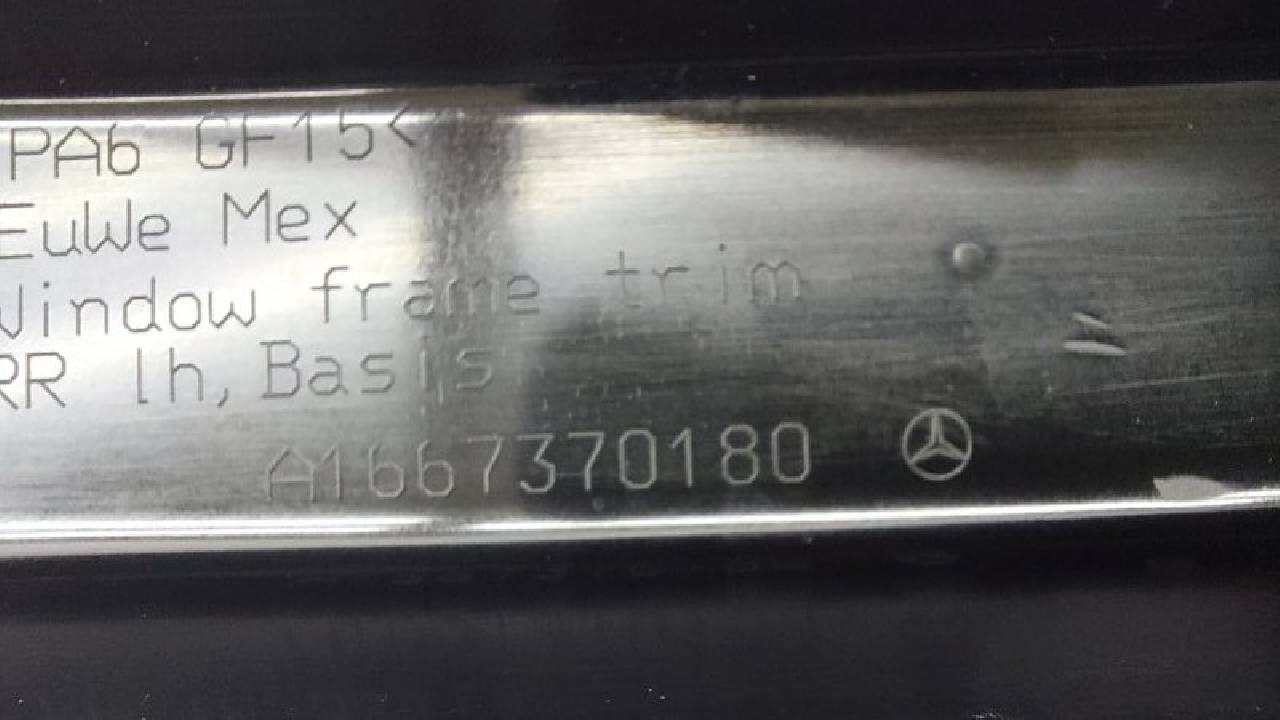 PA6 GF15<
EuWe Mex
Window frame trim
RR lh, Basis
A1667370180